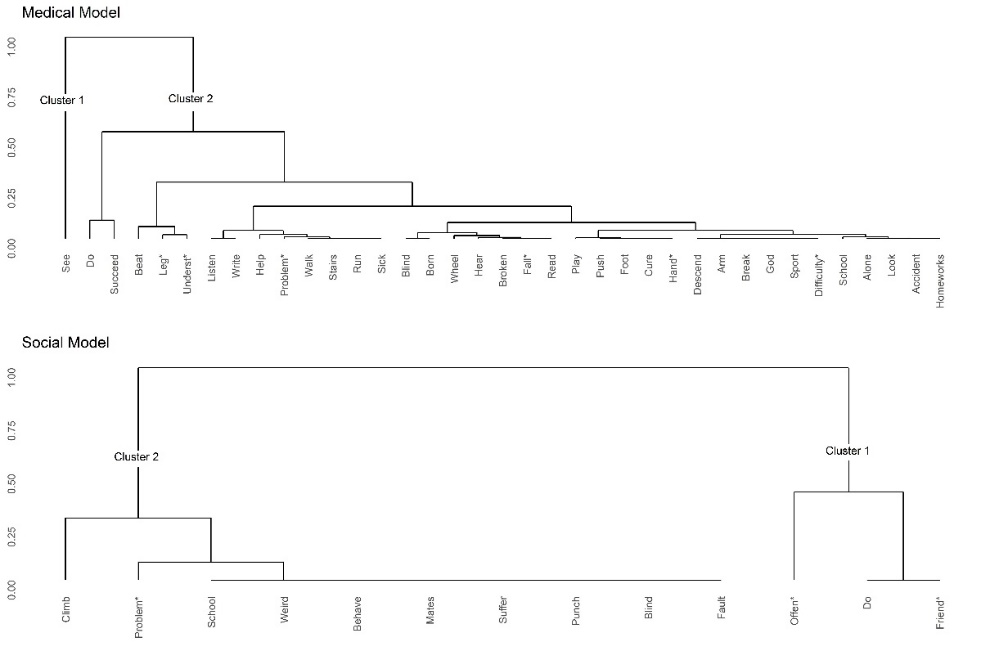 Medical Model
1.00
0.75
0.50
0.25
0.00
Cluster 1
Cluster 2
See
Do
Succeed
Beat
Leg*
Underst*
Listen
Write
Help
Problem*
Walk
Stairs
Run
Sick
Blind
Born
Wheel
Hear
Broken
Fall*
Read
Play
Push
Foot
Cure
Hand*
Descend
Arm
Break
God
Sport
Difficulty*
School
Alone
Look
Accident
Homeworks
Social Model
1.00
0.75
0.50
0.25
0.00
Cluster 2
Cluster 1
Climb
Problem*
School
Weird
Behave
Mates
Suffer
Punch
Blind
Fault
Offen*
Do
Friend*